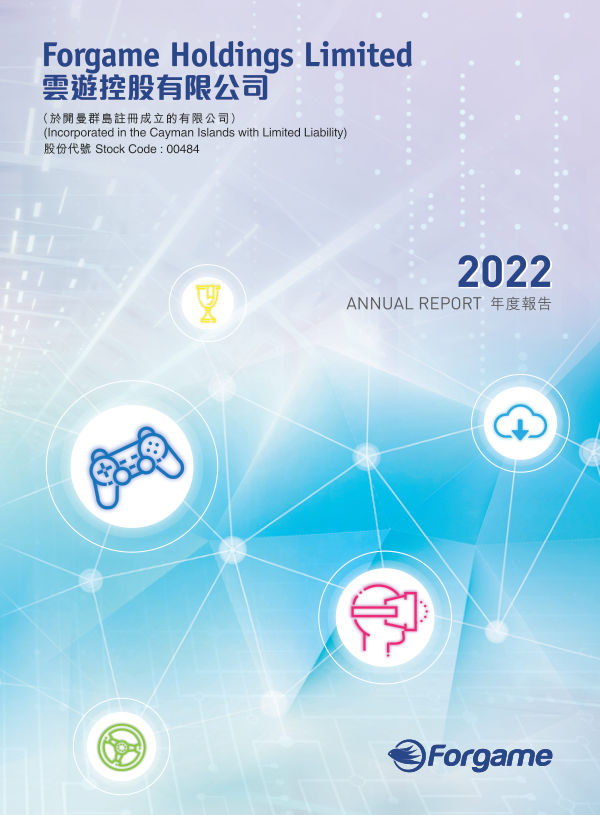 Forgame Holdings Limited
雲遊控股有限公司
（於開曼群島註冊成立的有限公司）
(Incorporated in the Cayman Islands with Limited Liability)
股份代號 Stock Code : 00484
2022
ANNUAL REPORT 年度報告
Forgame